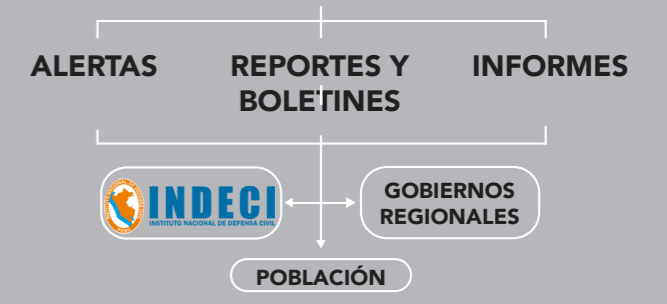 ALERTAS
REPORTES Y
BOLETINES
INFORMES
INDECI
INSTITUTO NACIONAL DE DEFENSA CIVIL
GOBIERNOS
REGIONALES
POBLACIÓN